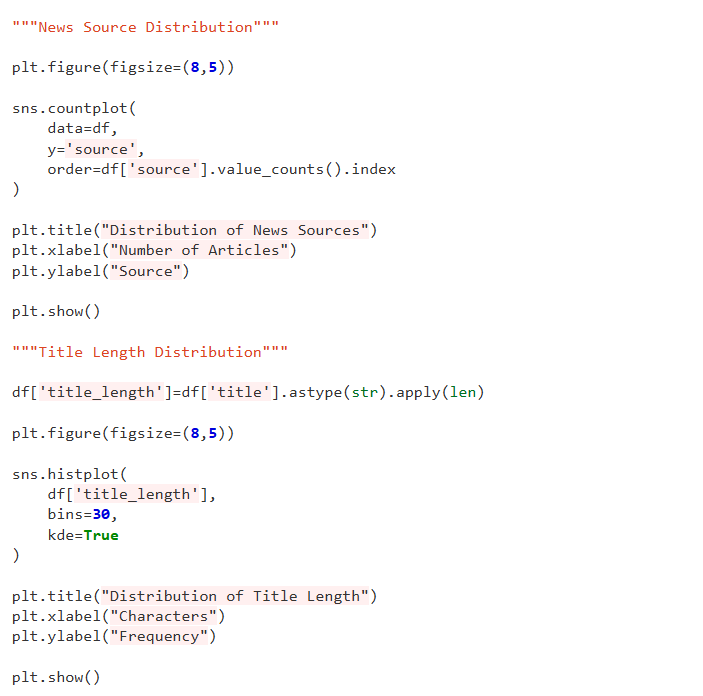 """News Source Distribution"""
plt.figure(figsize=(8,5))
sns.countplot(
    data=df,
    y='source',
    order=df['source'].value_counts().index
)
plt.title("Distribution of News Sources")
plt.xlabel("Number of Articles")
plt.ylabel("Source")
plt.show()
"""Title Length Distribution"""
df['title_length']=df['title'].astype(str).apply(len)
plt.figure(figsize=(8,5))
sns.histplot(
    df['title_length'],
    bins=30,
    kde=True
)
plt.title("Distribution of Title Length")
plt.xlabel("Characters")
plt.ylabel("Frequency")
plt.show()